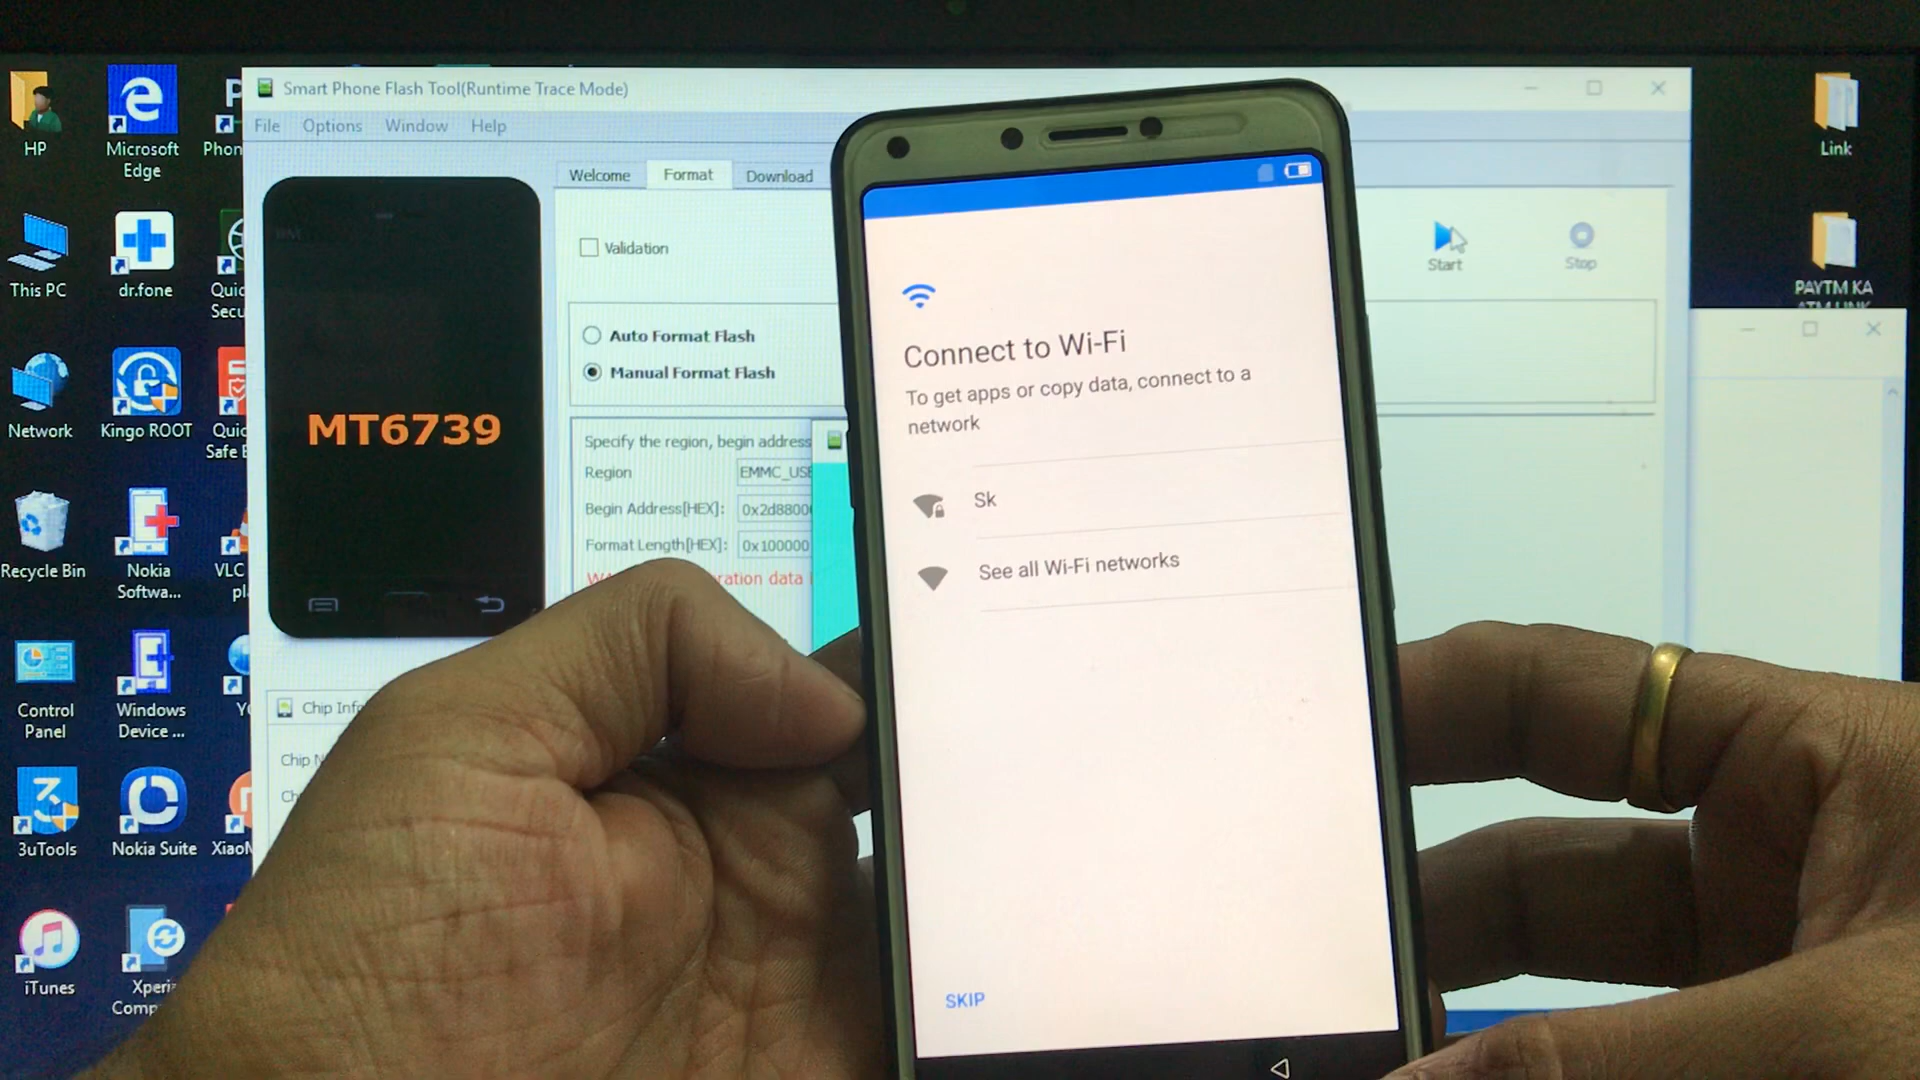 HP
Microsoft
Edge
This PC
dr.fone
Network
Kingo ROOT
Recycle Bin
Nokia
Softwa...
VLC
Control
Panel
Windows
Device ...
3uTools
Nokia Suite
iTunes
Link
PAYTM KA
ATM LINK
Smart Phone Flash Tool(Runtime Trace Mode)
File Options Window Help
Welcome Format Download
Validation
Start Stop
Auto Format Flash
Manual Format Flash
MT6739
Specify the region, begin address
Region
Begin Address[HEX]: 0x2d8800
Format Length[HEX]: 0x100000
Connect to Wi-Fi
To get apps or copy data, connect to a
network
Sk
See all Wi-Fi networks
SKIP